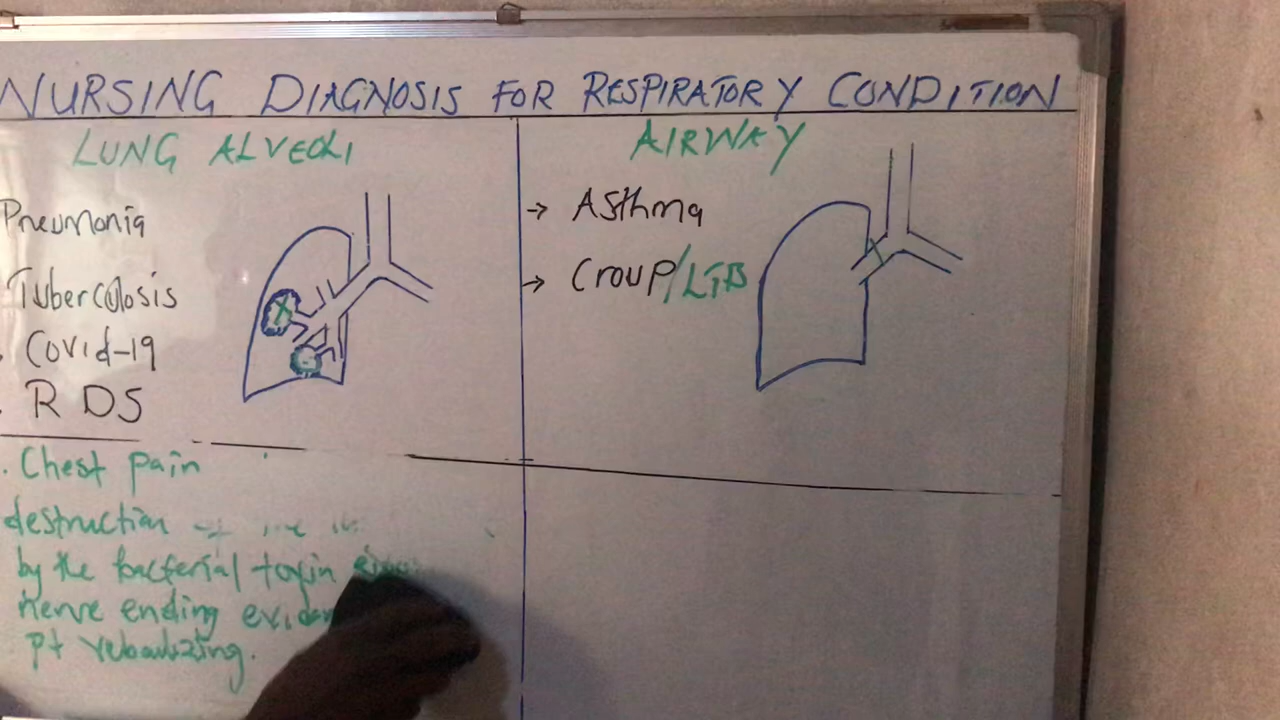 NURSING DIAGNOSIS FOR RESPIRATORY CONDITION
LUNG ALVEOLI
Pneumonia
Tuberculosis
. Covid-19
. RDS
. Chest pain
destruction
by the bacterial toxin
nerve ending
pt
AIRWAY
→ Asthma
→ Croup/LTB